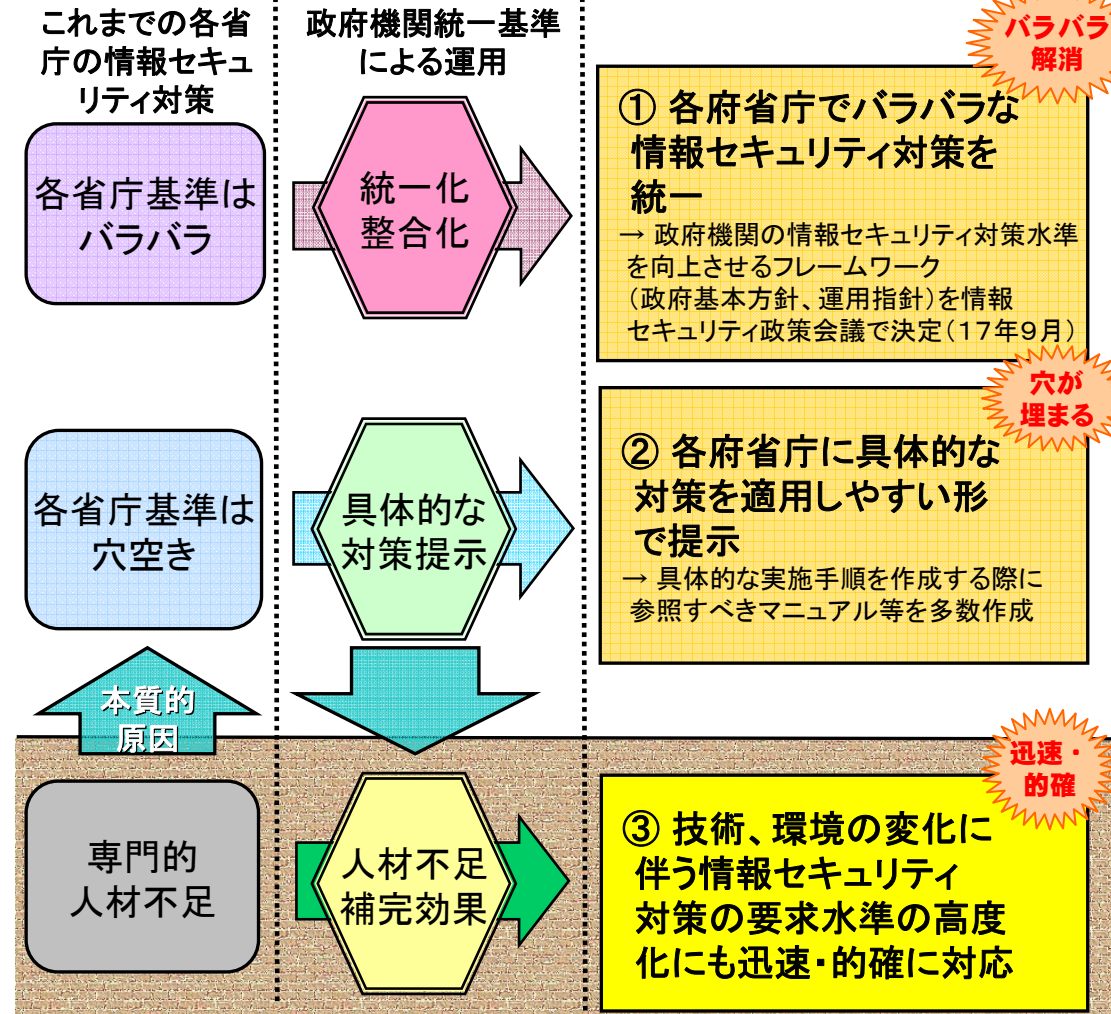 これまでの各省
庁の情報セキュ
リティ対策
政府機関統一基準
による運用
バラバラ
解消
各省庁基準は
バラバラ
統一化
整合化
① 各府省庁でバラバラな
情報セキュリティ対策を
統一
→ 政府機関の情報セキュリティ対策水準
を向上させるフレームワーク
(政府基本方針、運用指針)を情報
セキュリティ政策会議で決定(17年9月)
穴が
埋まる
各省庁基準は
穴空き
具体的な
対策提示
② 各府省庁に具体的な
対策を適用しやすい形
で提示
→ 具体的な実施手順を作成する際に
参照すべきマニュアル等を多数作成
本質的
原因
迅速・
的確
専門的
人材不足
人材不足
補完効果
③ 技術、環境の変化に
伴う情報セキュリティ
対策の要求水準の高度
化にも迅速・的確に対応